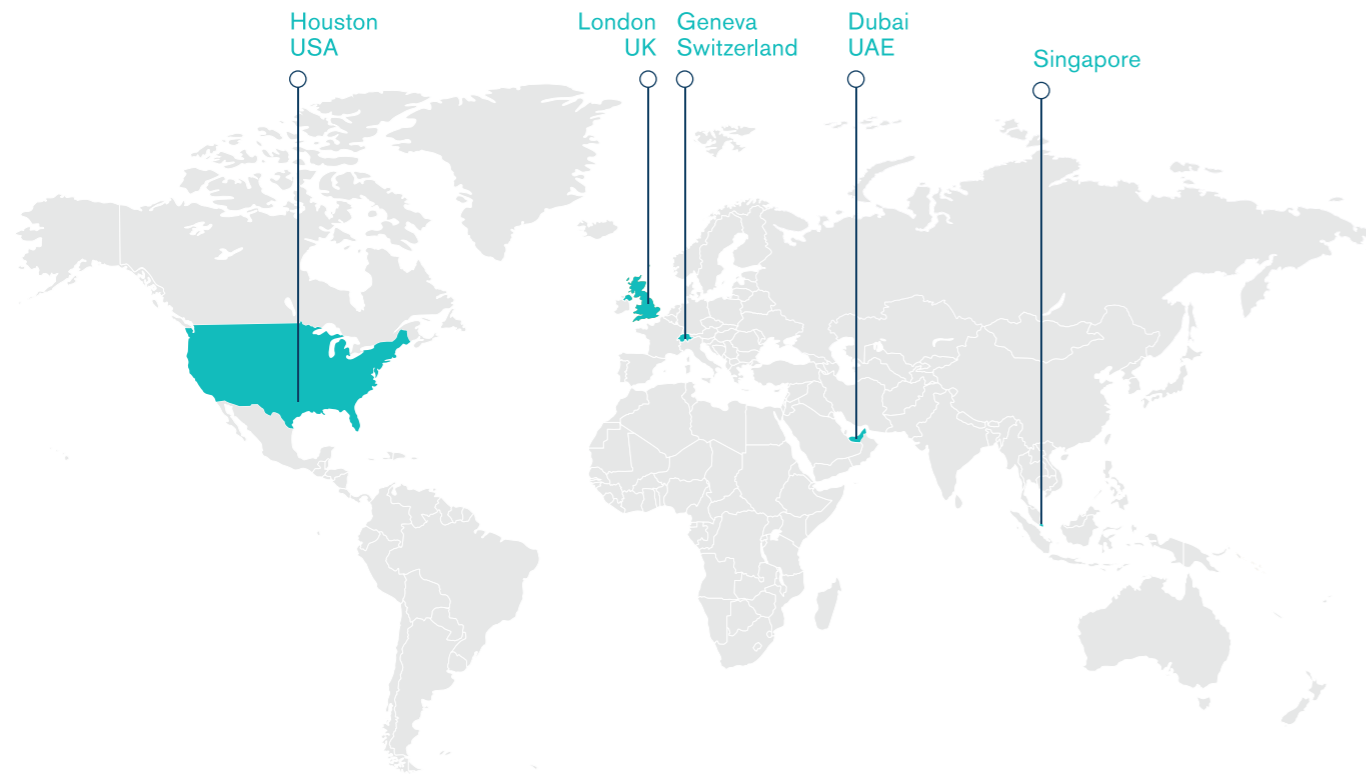 Houston
USA
London
UK
Geneva
Switzerland
Dubai
UAE
Singapore